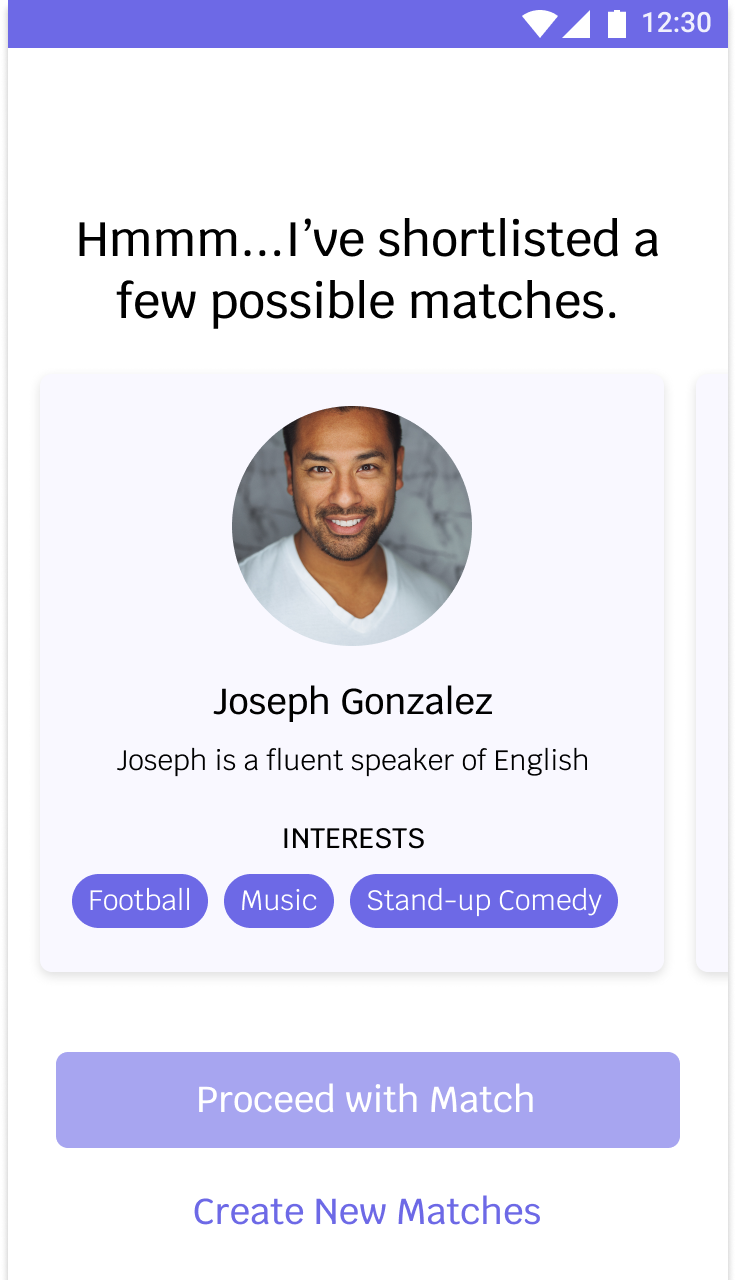 12:30
Hmmm...I’ve shortlisted a
few possible matches.
Joseph Gonzalez
Joseph is a fluent speaker of English
INTERESTS
Football Music Stand-up Comedy
Proceed with Match
Create New Matches